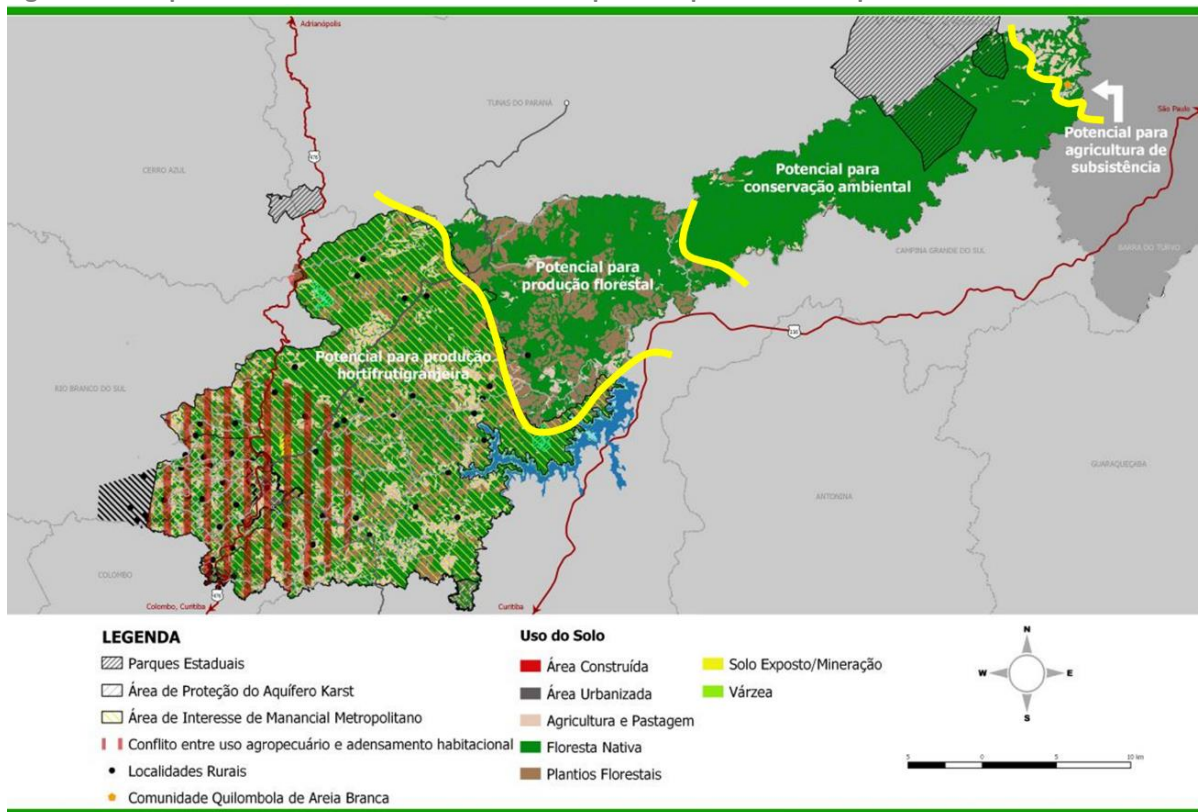 Adrianópolis
TUNAS DO PARANÁ
São Paulo
476
CERRO AZUL
Potencial para
agricultura de
subsistência
Potencial para
conservação ambiental
CAMPINA GRANDE DO SUL
BARRA DO TURVO
Potencial para
produção florestal
Potencial para produção
hortifrutigranjeira
RIO BRANCO DO SUL
GUARAQUEÇABA
ANTONINA
COLOMBO
476
Colombo, Curitiba
Curitiba
LEGENDA
Parques Estaduais
Área de Proteção do Aquífero Karst
Área de Interesse de Manancial Metropolitano
Conflito entre uso agropecuário e adensamento habitacional
Localidades Rurais
Comunidade Quilombola de Areia Branca
Uso do Solo
Área Construída
Área Urbanizada
Agricultura e Pastagem
Floresta Nativa
Plantios Florestais
Solo Exposto/Mineração
Várzea
N
W
E
S
5 0 5 10 km